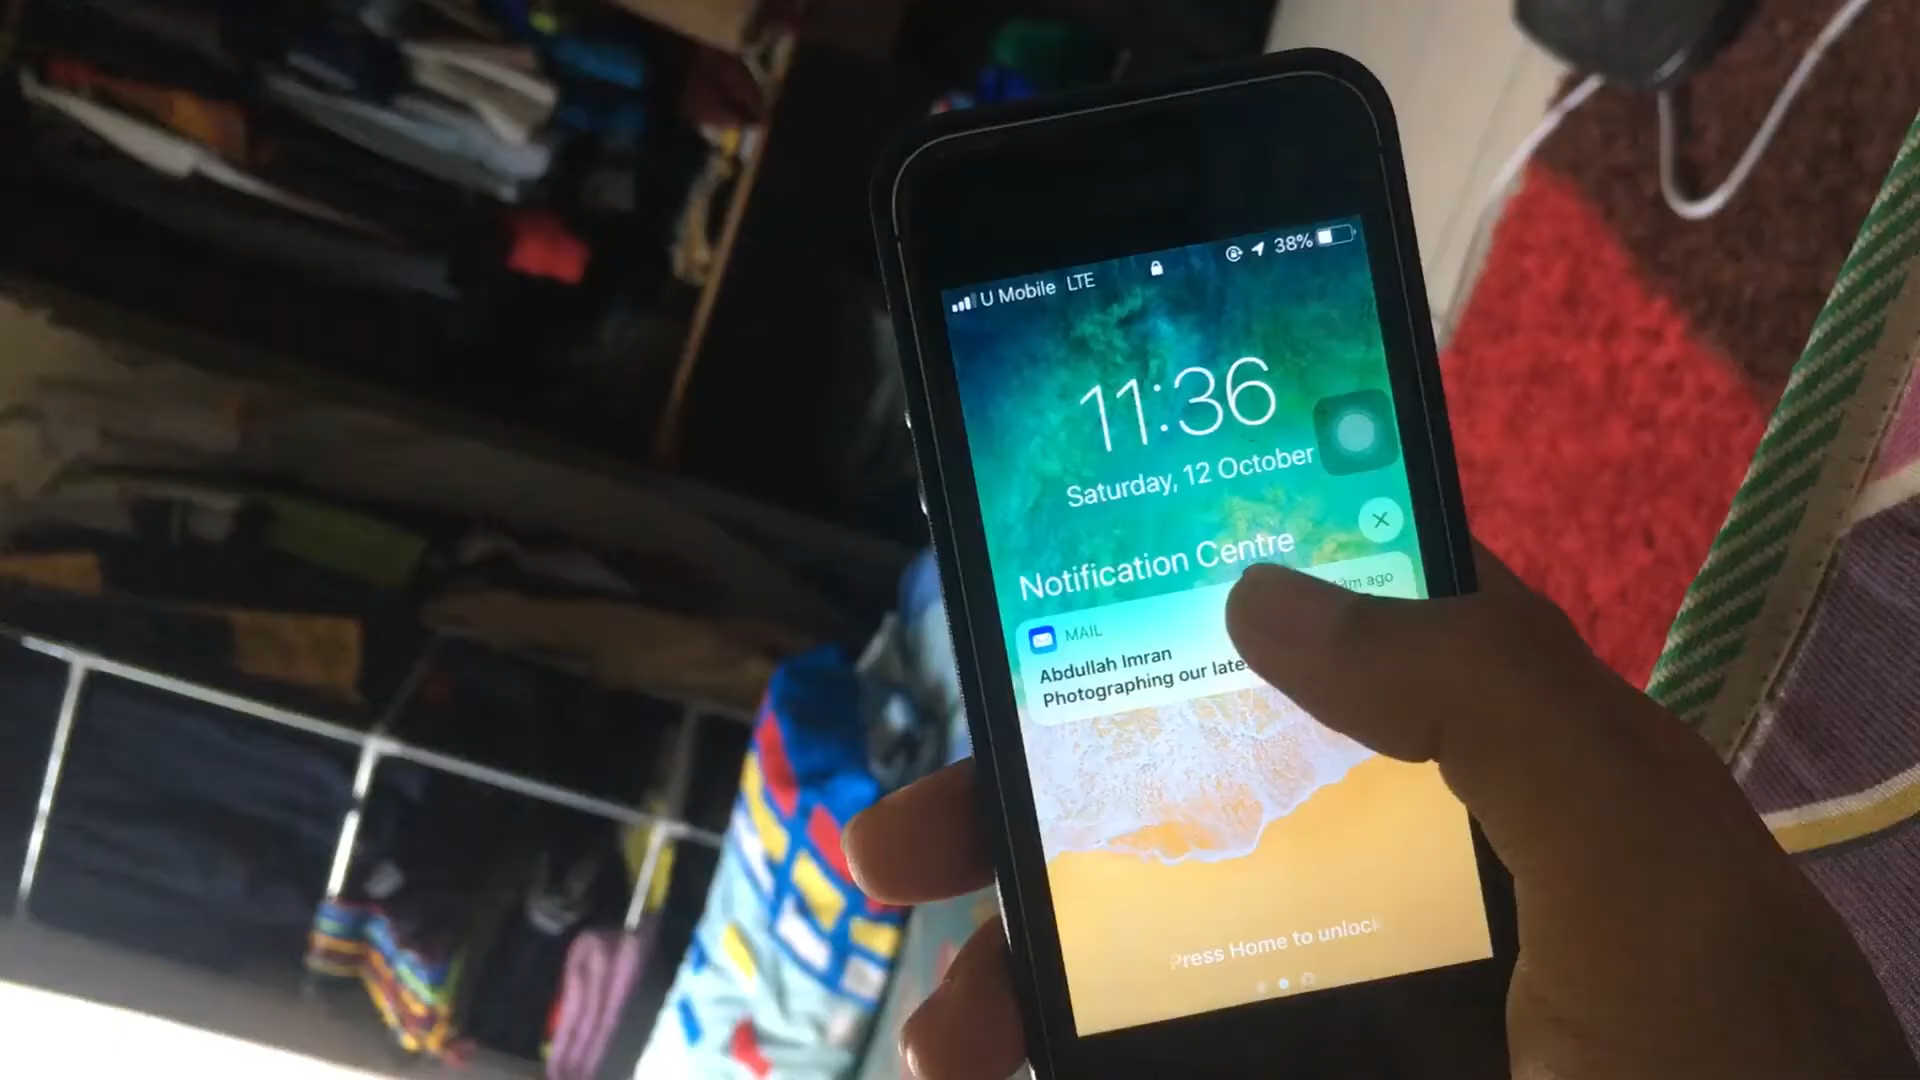 U Mobile LTE 38%
11:36
Saturday, 12 October
Notification Centre
MAIL ago
Abdullah Imran
Photographing our
Press Home to unlock